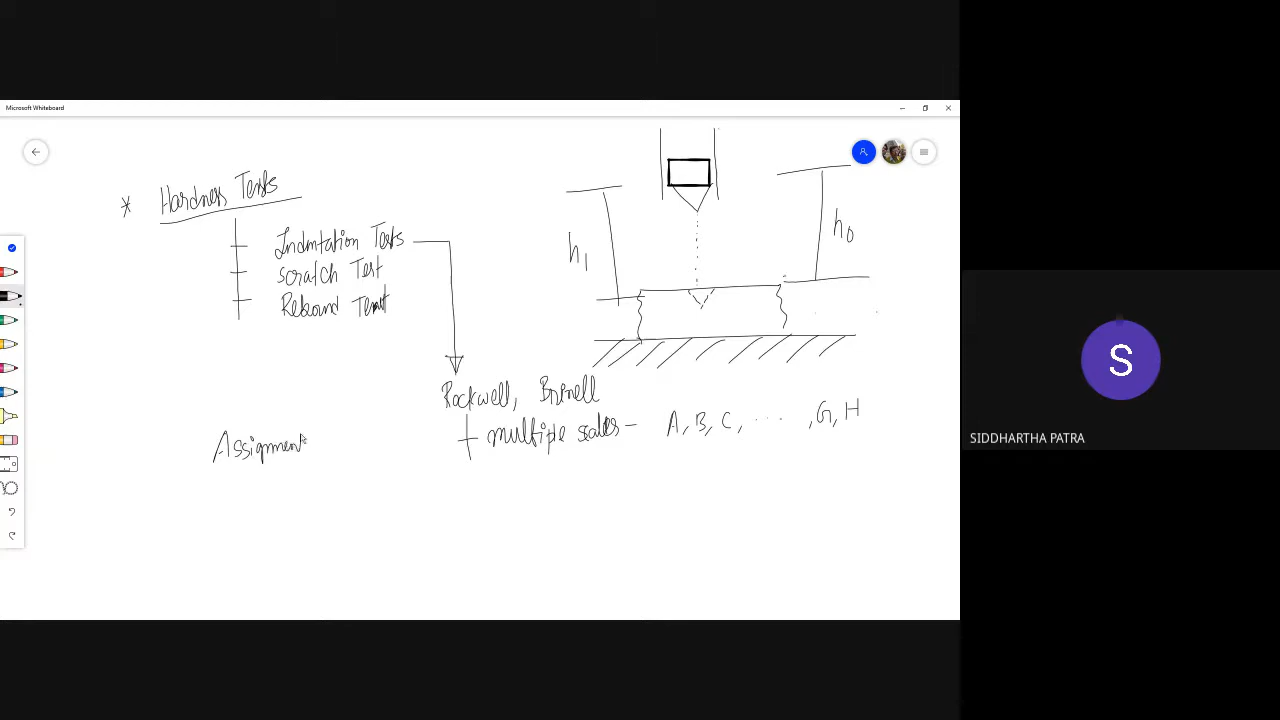 Microsoft Whiteboard
* Hardness Tests
Indentation Tests
Scratch Test
Rebound Test
h1
h0
Rockwell, Brinell
multiple scales - A, B, C, ... , G, H
Assignment
S
SIDDHARTHA PATRA